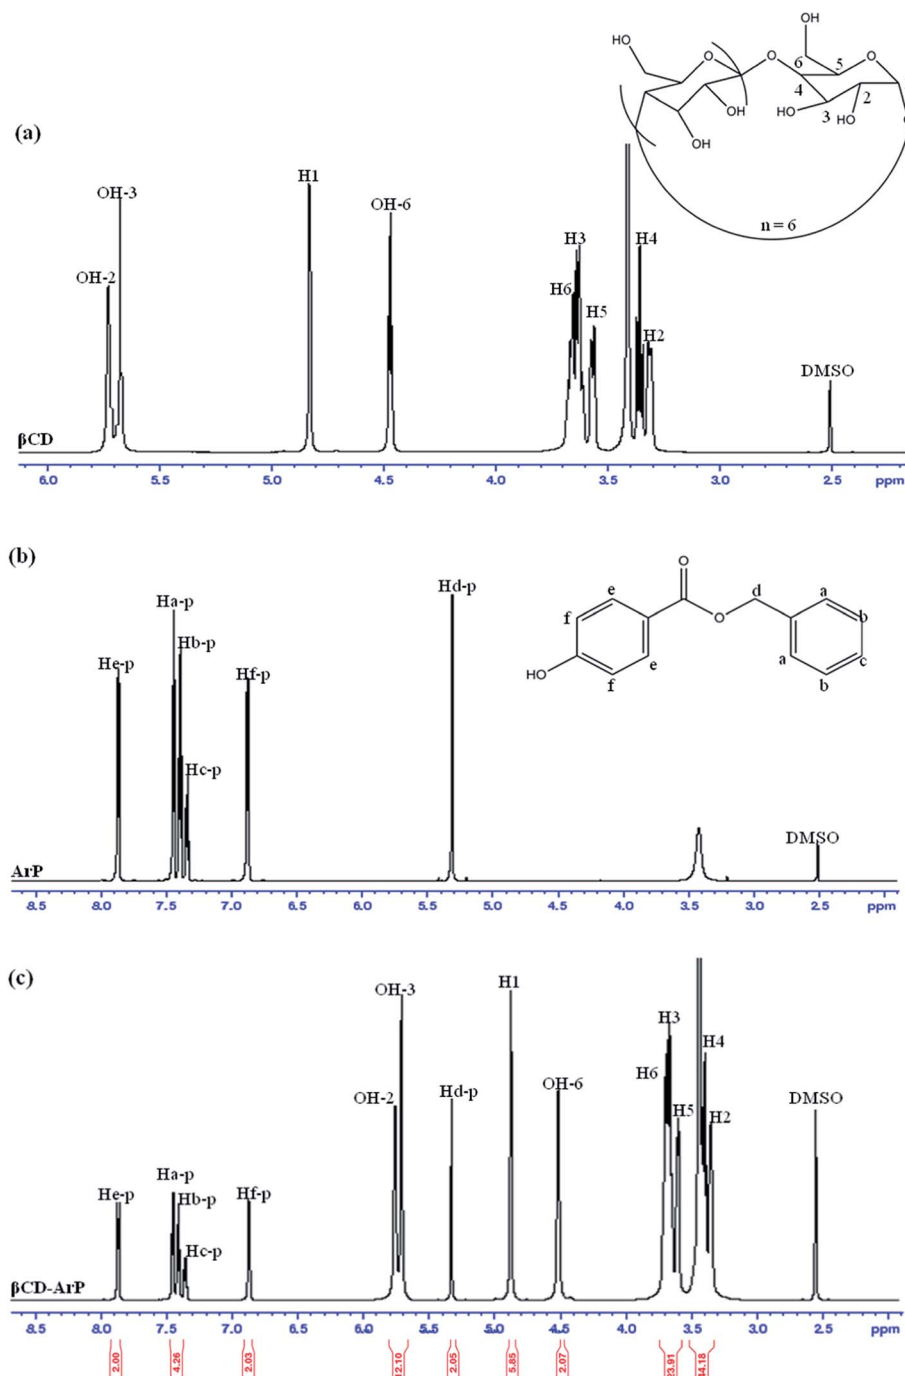 (a)
HO
OH
O
O
O
6
5
4
2
3
OH
HO
HO
OH
n = 6
OH-2
OH-3
H1
OH-6
H6
H3
H5
H4
H2
DMSO
βCD
6.0 5.5 5.0 4.5 4.0 3.5 3.0 2.5 ppm
(b)
O
O
HO
e
f
e
f
d
a
b
a
b
c
He-p
Ha-p
Hb-p
Hc-p
Hf-p
Hd-p
DMSO
ArP
8.5 8.0 7.5 7.0 6.5 6.0 5.5 5.0 4.5 4.0 3.5 3.0 2.5 ppm
(c)
He-p
Ha-p
Hb-p
Hc-p
Hf-p
OH-2
OH-3
Hd-p
H1
OH-6
H6
H3
H5
H4
H2
DMSO
βCD-ArP
8.5 8.0 7.5 7.0 6.5 6.0 5.5 5.0 4.5 4.0 3.5 3.0 2.5 ppm
2.00 4.26 2.03 12.10 2.05 5.85 2.07 23.91